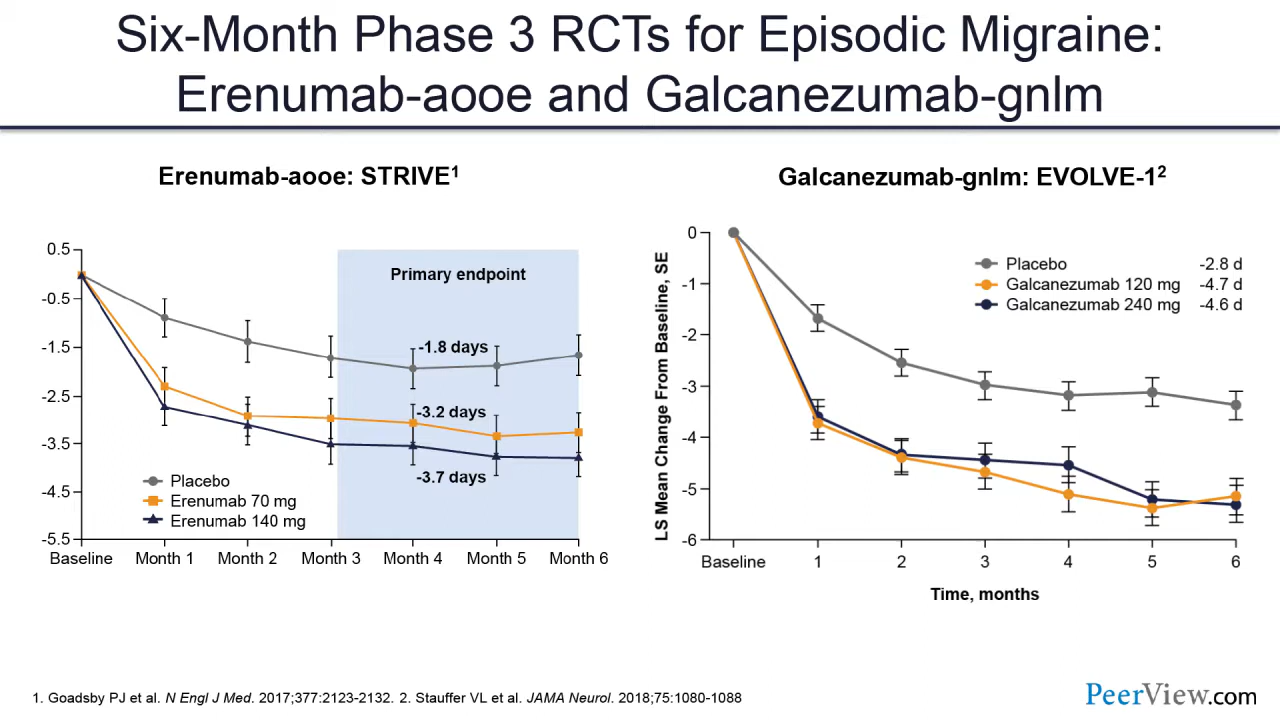 Six-Month Phase 3 RCTs for Episodic Migraine:
Erenumab-aooe and Galcanezumab-gnlm
Erenumab-aooe: STRIVE1
0.5
-0.5
-1.5
-2.5
-3.5
-4.5
-5.5
Primary endpoint
-1.8 days
-3.2 days
-3.7 days
Placebo
Erenumab 70 mg
Erenumab 140 mg
Baseline Month 1 Month 2 Month 3 Month 4 Month 5 Month 6
Galcanezumab-gnlm: EVOLVE-12
LS Mean Change From Baseline, SE
0
-1
-2
-3
-4
-5
-6
Placebo -2.8 d
Galcanezumab 120 mg -4.7 d
Galcanezumab 240 mg -4.6 d
Baseline 1 2 3 4 5 6
Time, months
1. Goadsby PJ et al. N Engl J Med. 2017;377:2123-2132. 2. Stauffer VL et al. JAMA Neurol. 2018;75:1080-1088
PeerView.com